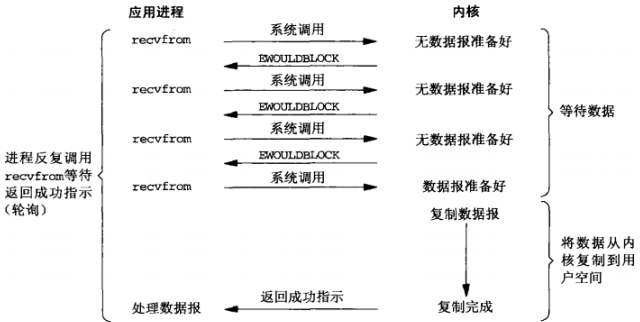 应用进程 内核
recvfrom 系统调用 无数据报准备好
EWOULDBLOCK
recvfrom 系统调用 无数据报准备好
EWOULDBLOCK
recvfrom 系统调用 无数据报准备好
EWOULDBLOCK
recvfrom 系统调用 数据报准备好
等待数据
进程反复调用
recvfrom等待
返回成功指示
(轮询)
复制数据报
将数据从内
核复制到用
户空间
处理数据报 返回成功指示 复制完成